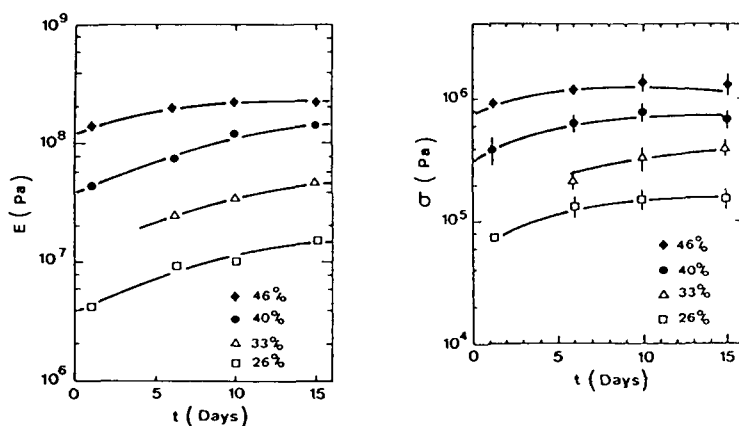 10⁹
10⁸
10⁷
10⁶
E (Pa)
0 5 10 15
t (Days)
◆ 46%
● 40%
△ 33%
□ 26%
10⁶
10⁵
10⁴
σ (Pa)
0 5 10 15
t (Days)
◆ 46%
● 40%
△ 33%
□ 26%